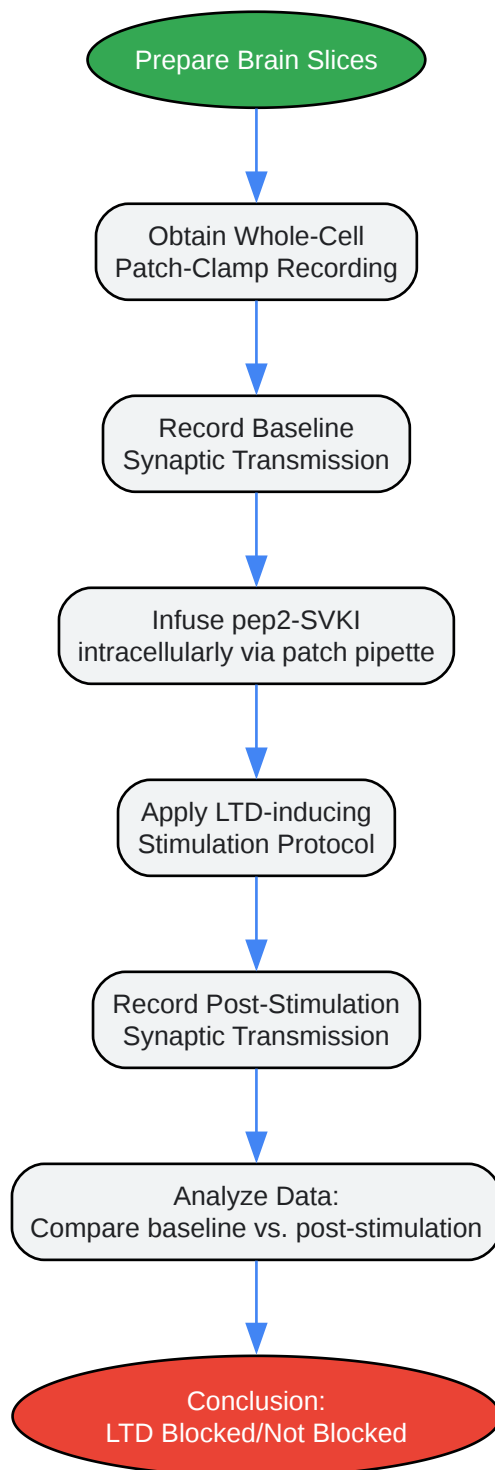 Prepare Brain Slices
Obtain Whole-Cell
Patch-Clamp Recording
Record Baseline
Synaptic Transmission
Infuse pep2-SVKI
intracellularly via patch pipette
Apply LTD-inducing
Stimulation Protocol
Record Post-Stimulation
Synaptic Transmission
Analyze Data:
Compare baseline vs. post-stimulation
Conclusion:
LTD Blocked/Not Blocked